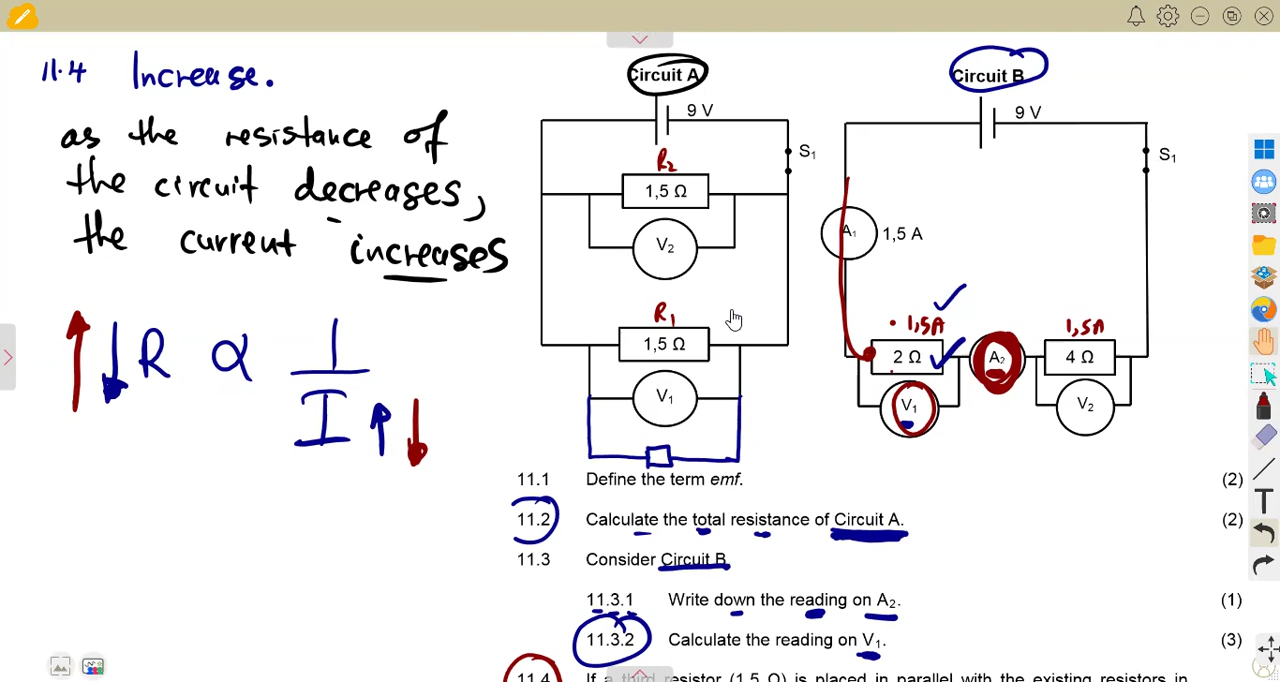 11.4 Increase.
as the resistance of
the circuit decreases,
the current increases
R ∝ 1/I
Circuit A
9 V
S1
R2
1,5 Ω
V2
R1
1,5 Ω
V1
Circuit B
9 V
S1
A1
1,5 A
1,5A
1,5A
2 Ω
A2
4 Ω
V1
V2
11.1 Define the term emf. (2)
11.2 Calculate the total resistance of Circuit A. (2)
11.3 Consider Circuit B.
11.3.1 Write down the reading on A2. (1)
11.3.2 Calculate the reading on V1. (3)
11.4 If a third resistor (1,5 Ω) is placed in parallel with the existing resistors in